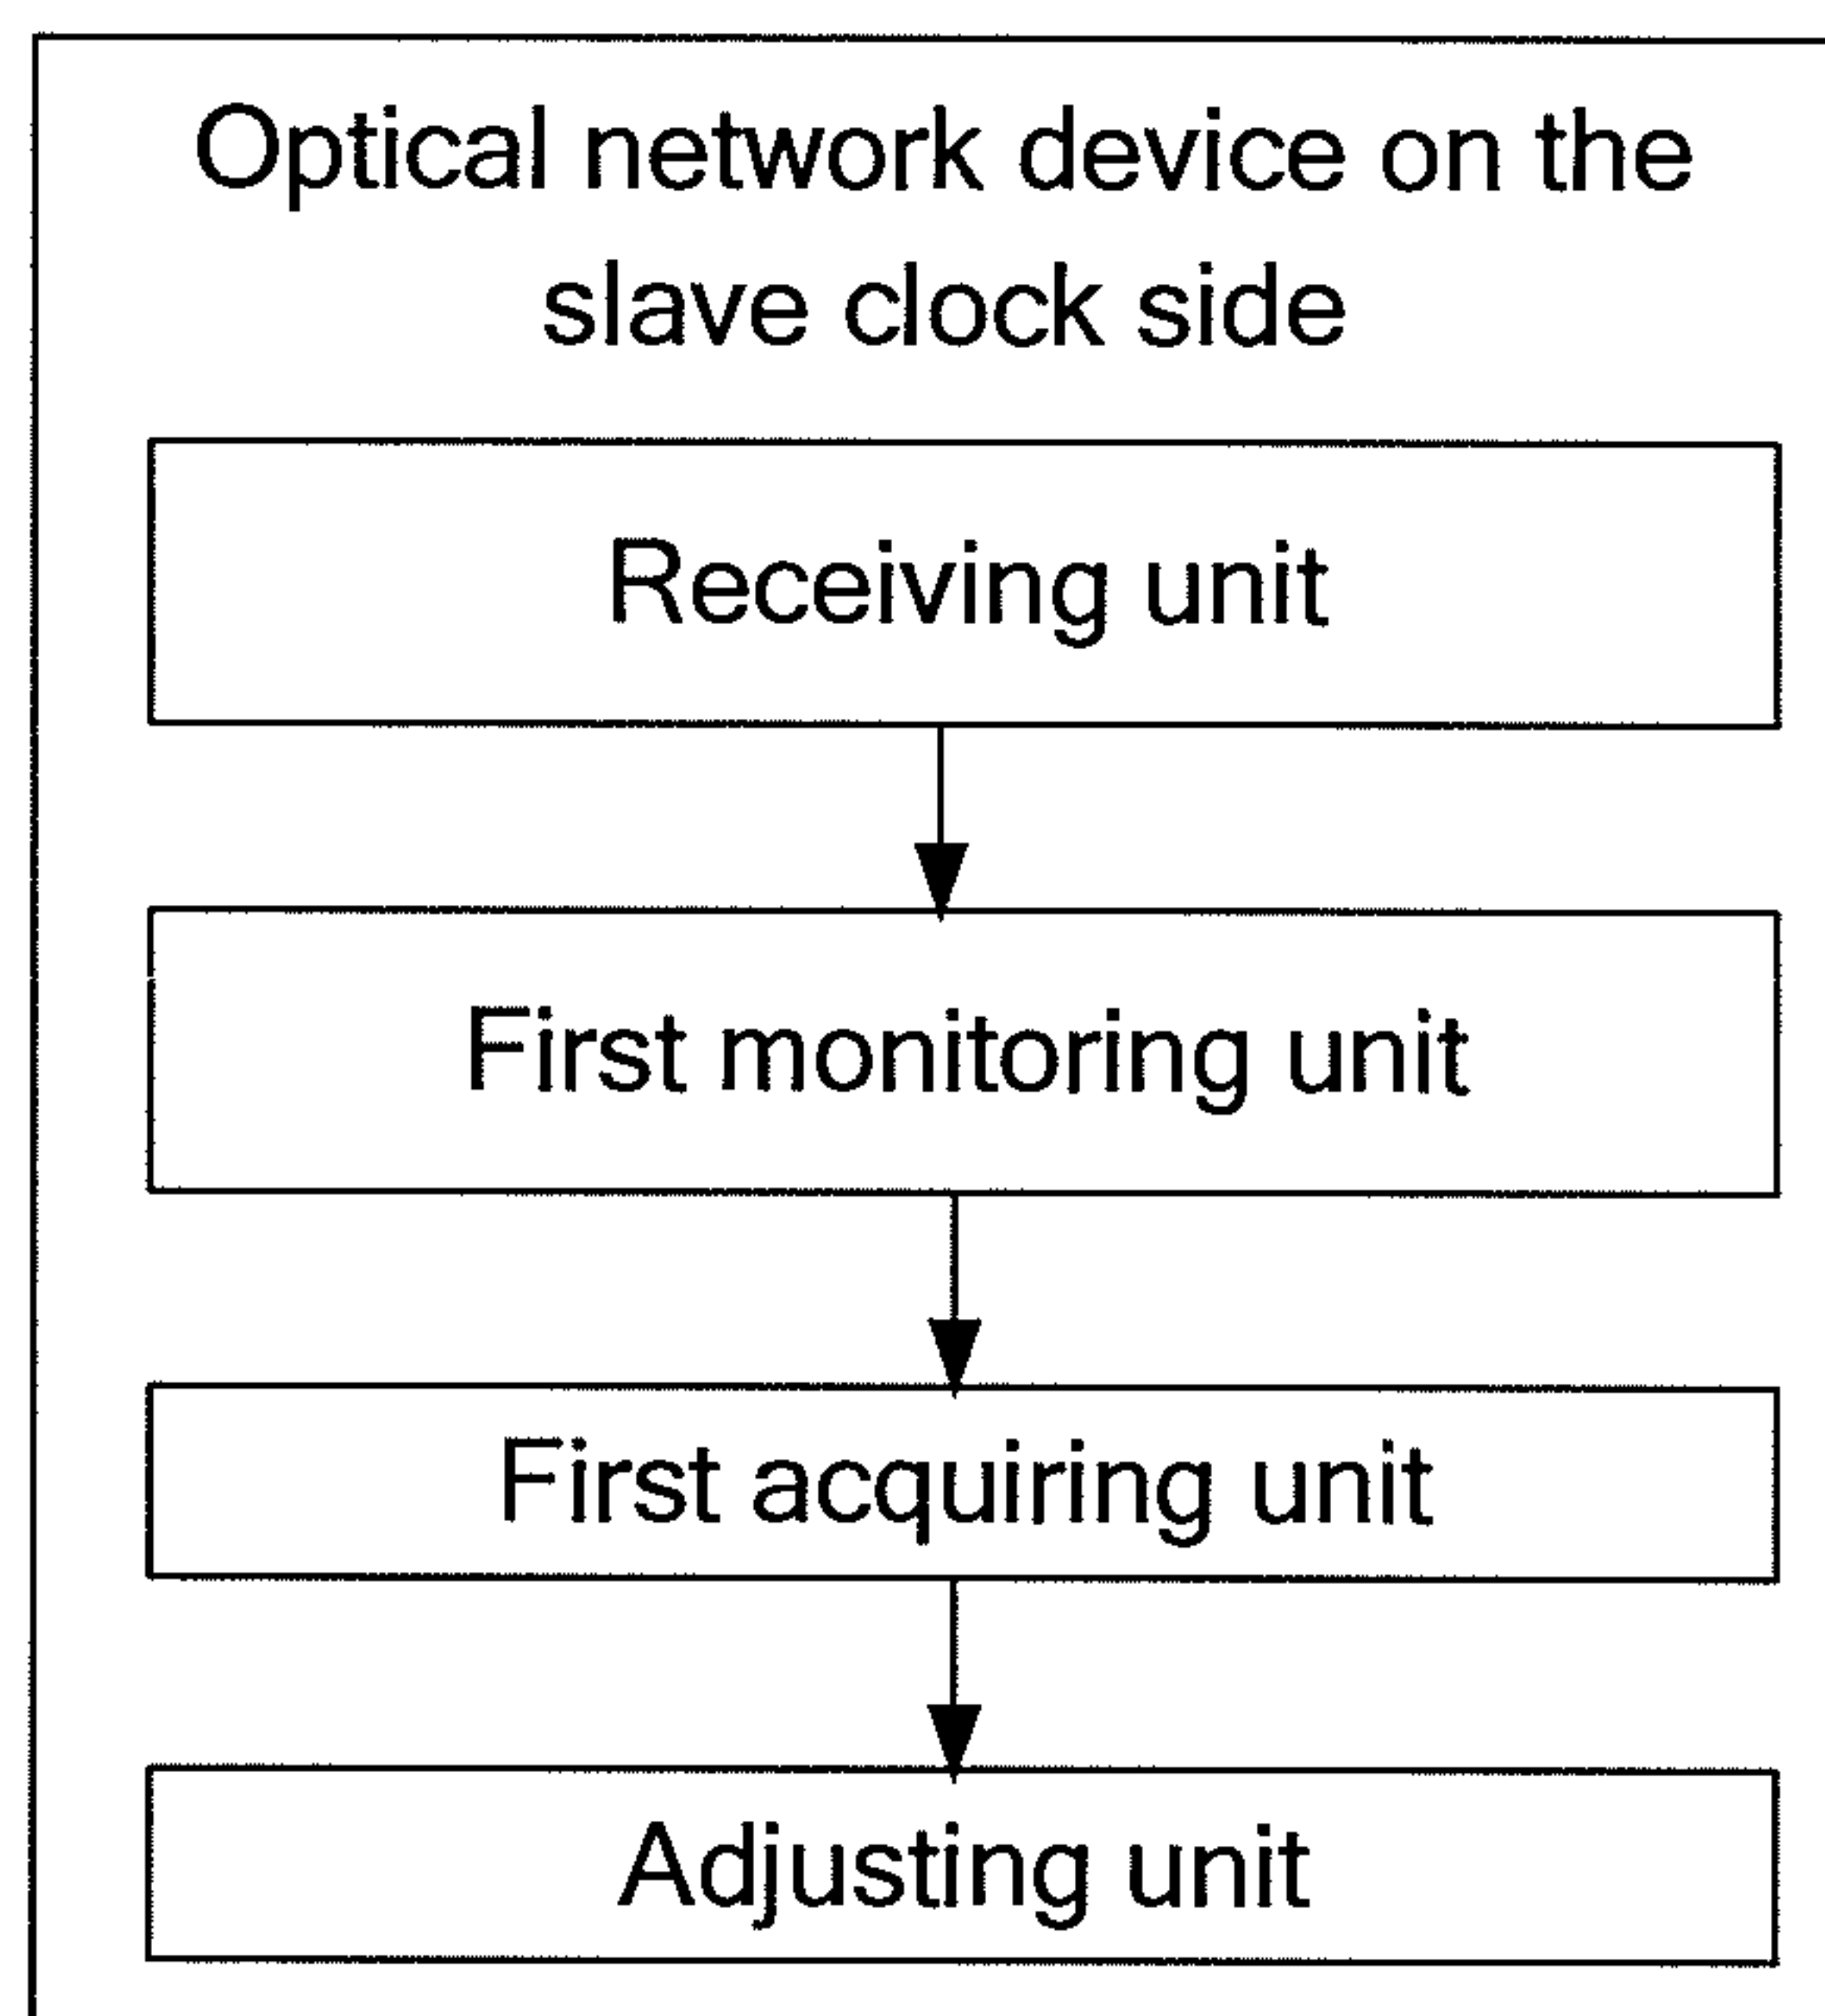 Optical network device on the
slave clock side
Receiving unit
First monitoring unit
First acquiring unit
Adjusting unit